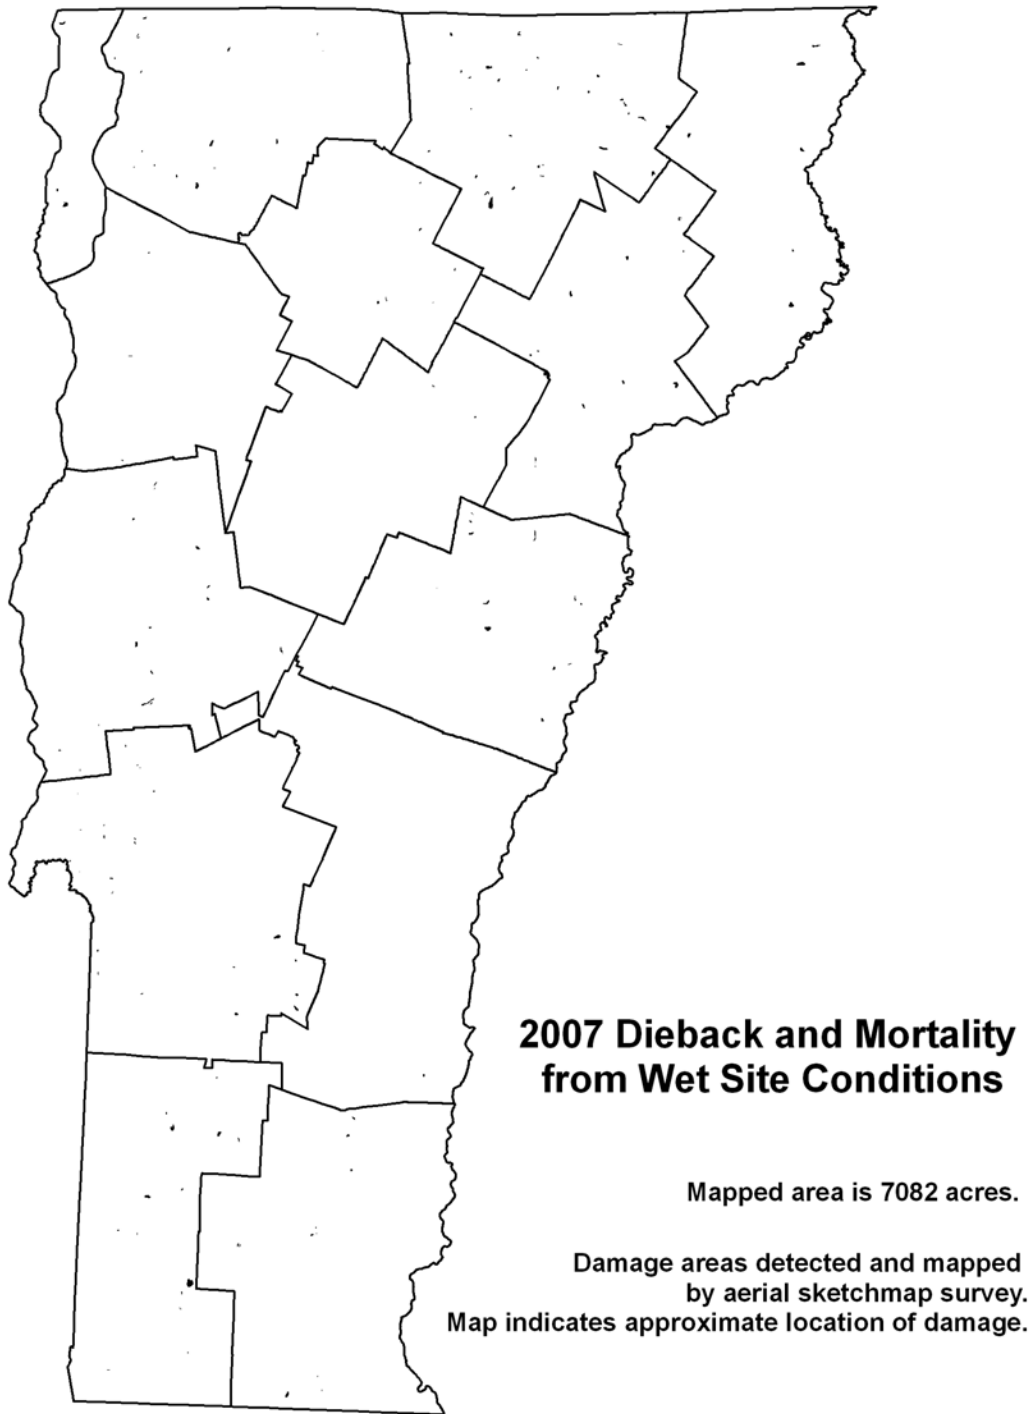 2007 Dieback and Mortality
from Wet Site Conditions
Mapped area is 7082 acres.
Damage areas detected and mapped
by aerial sketchmap survey.
Map indicates approximate location of damage.